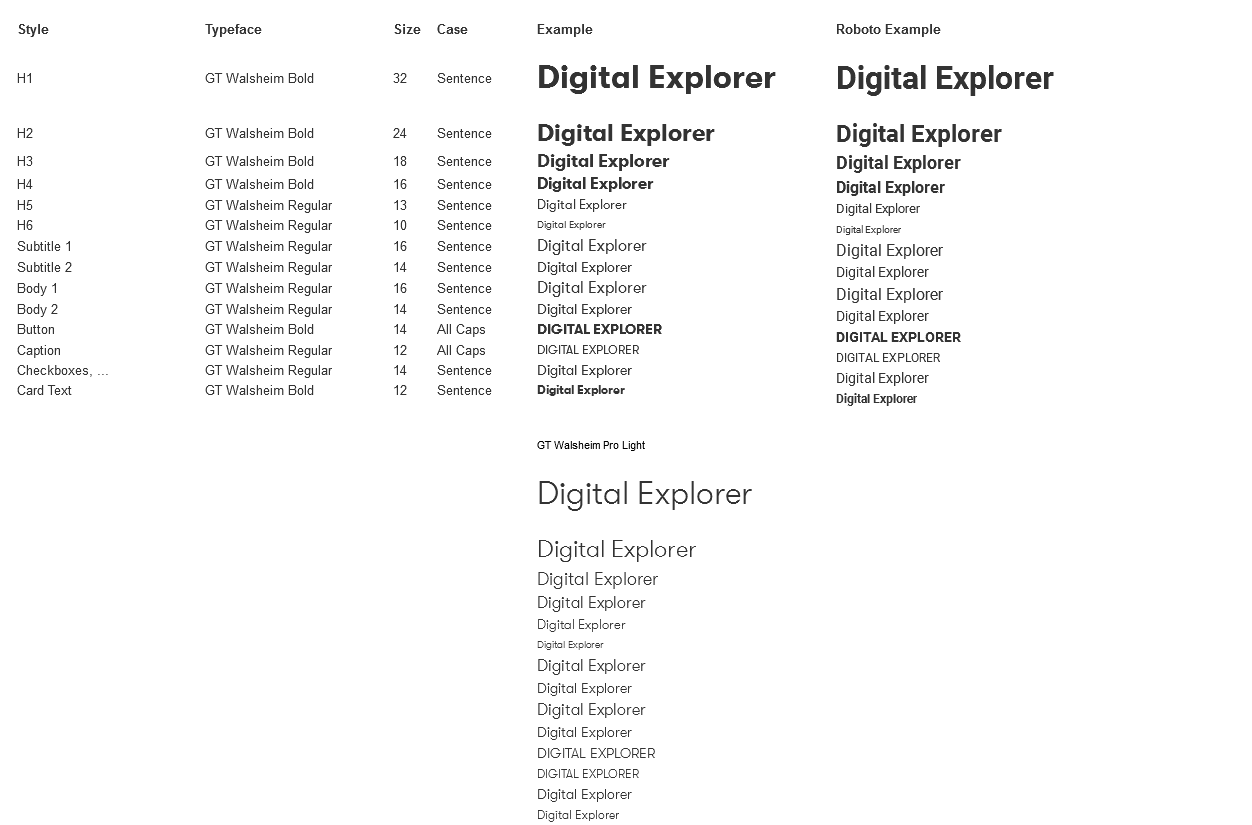 Style Typeface Size Case Example Roboto Example
H1 GT Walsheim Bold 32 Sentence Digital Explorer Digital Explorer
H2 GT Walsheim Bold 24 Sentence Digital Explorer Digital Explorer
H3 GT Walsheim Bold 18 Sentence Digital Explorer Digital Explorer
H4 GT Walsheim Bold 16 Sentence Digital Explorer Digital Explorer
H5 GT Walsheim Regular 13 Sentence Digital Explorer Digital Explorer
H6 GT Walsheim Regular 10 Sentence Digital Explorer Digital Explorer
Subtitle 1 GT Walsheim Regular 16 Sentence Digital Explorer Digital Explorer
Subtitle 2 GT Walsheim Regular 14 Sentence Digital Explorer Digital Explorer
Body 1 GT Walsheim Regular 16 Sentence Digital Explorer Digital Explorer
Body 2 GT Walsheim Regular 14 Sentence Digital Explorer Digital Explorer
Button GT Walsheim Bold 14 All Caps DIGITAL EXPLORER DIGITAL EXPLORER
Caption GT Walsheim Regular 12 All Caps DIGITAL EXPLORER DIGITAL EXPLORER
Checkboxes, ... GT Walsheim Regular 14 Sentence Digital Explorer Digital Explorer
Card Text GT Walsheim Bold 12 Sentence Digital Explorer Digital Explorer
GT Walsheim Pro Light
Digital Explorer
Digital Explorer
Digital Explorer
Digital Explorer
Digital Explorer
Digital Explorer
Digital Explorer
Digital Explorer
Digital Explorer
Digital Explorer
DIGITAL EXPLORER
DIGITAL EXPLORER
Digital Explorer
Digital Explorer